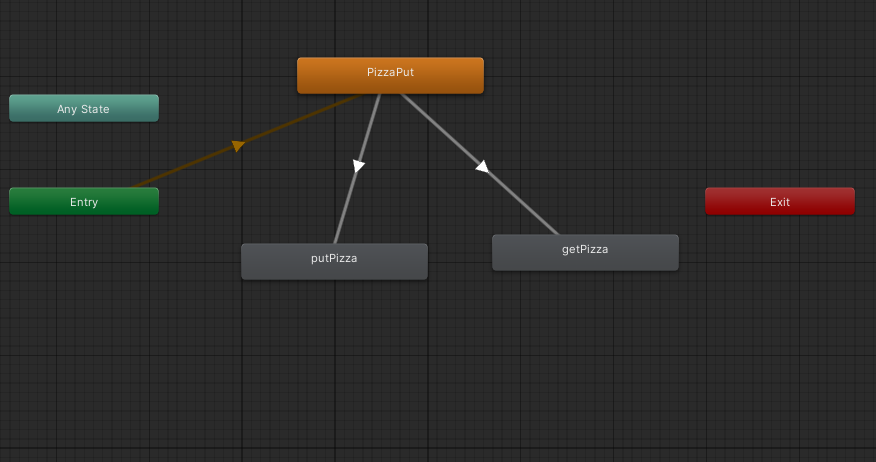 PizzaPut
Any State
Entry
Exit
putPizza
getPizza